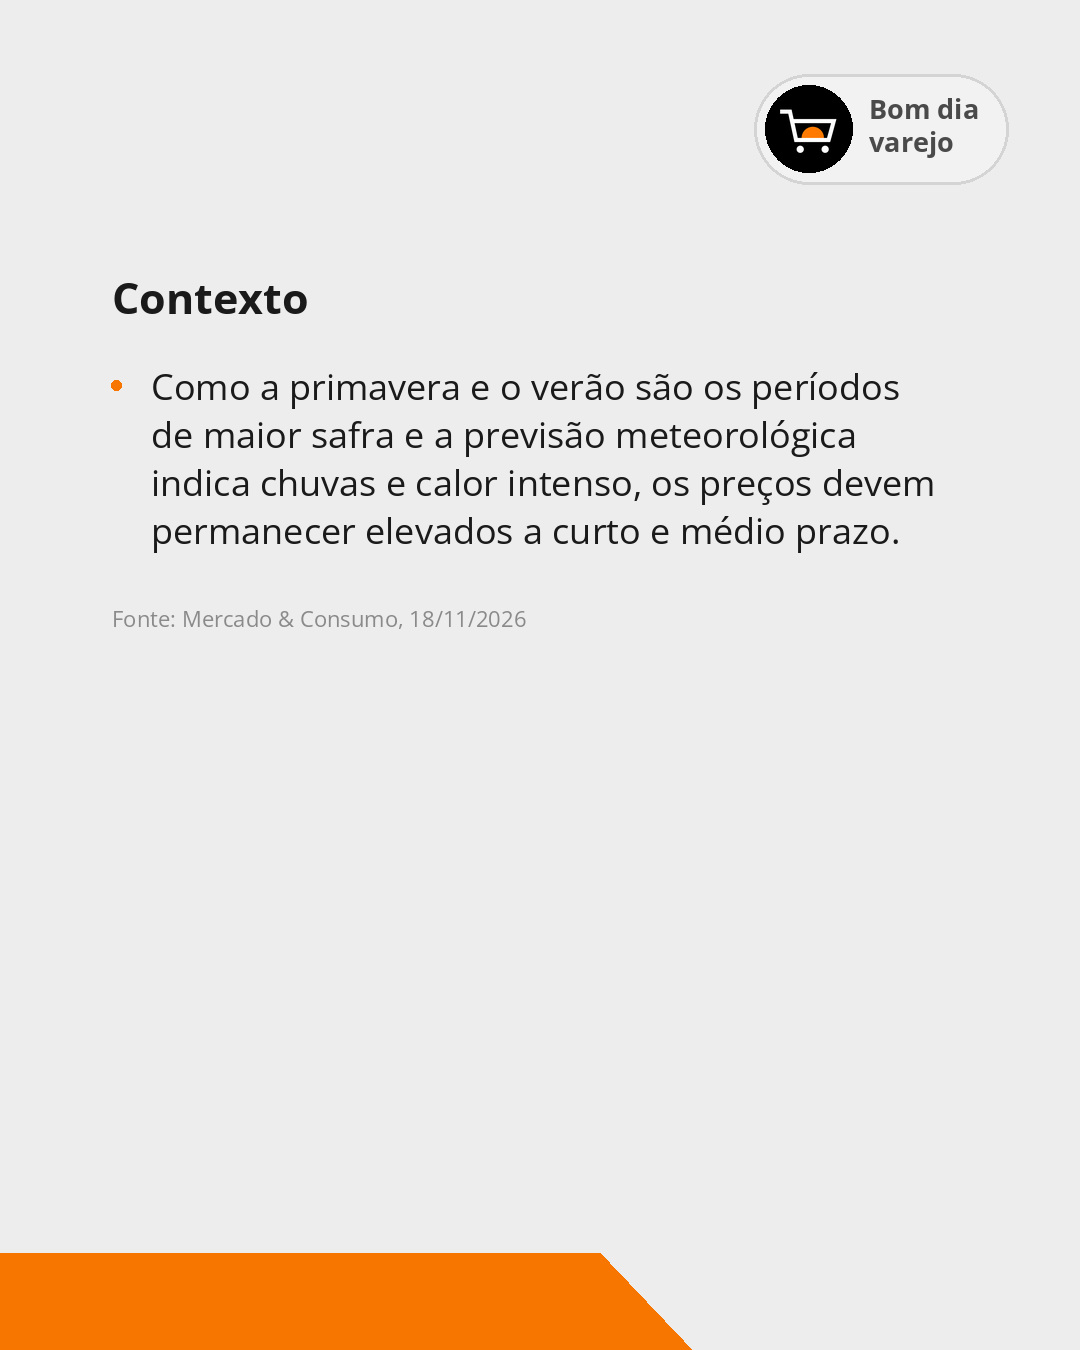 Bom dia
varejo
Contexto
Como a primavera e o verão são os períodos
de maior safra e a previsão meteorológica
indica chuvas e calor intenso, os preços devem
permanecer elevados a curto e médio prazo.
Fonte: Mercado & Consumo, 18/11/2026